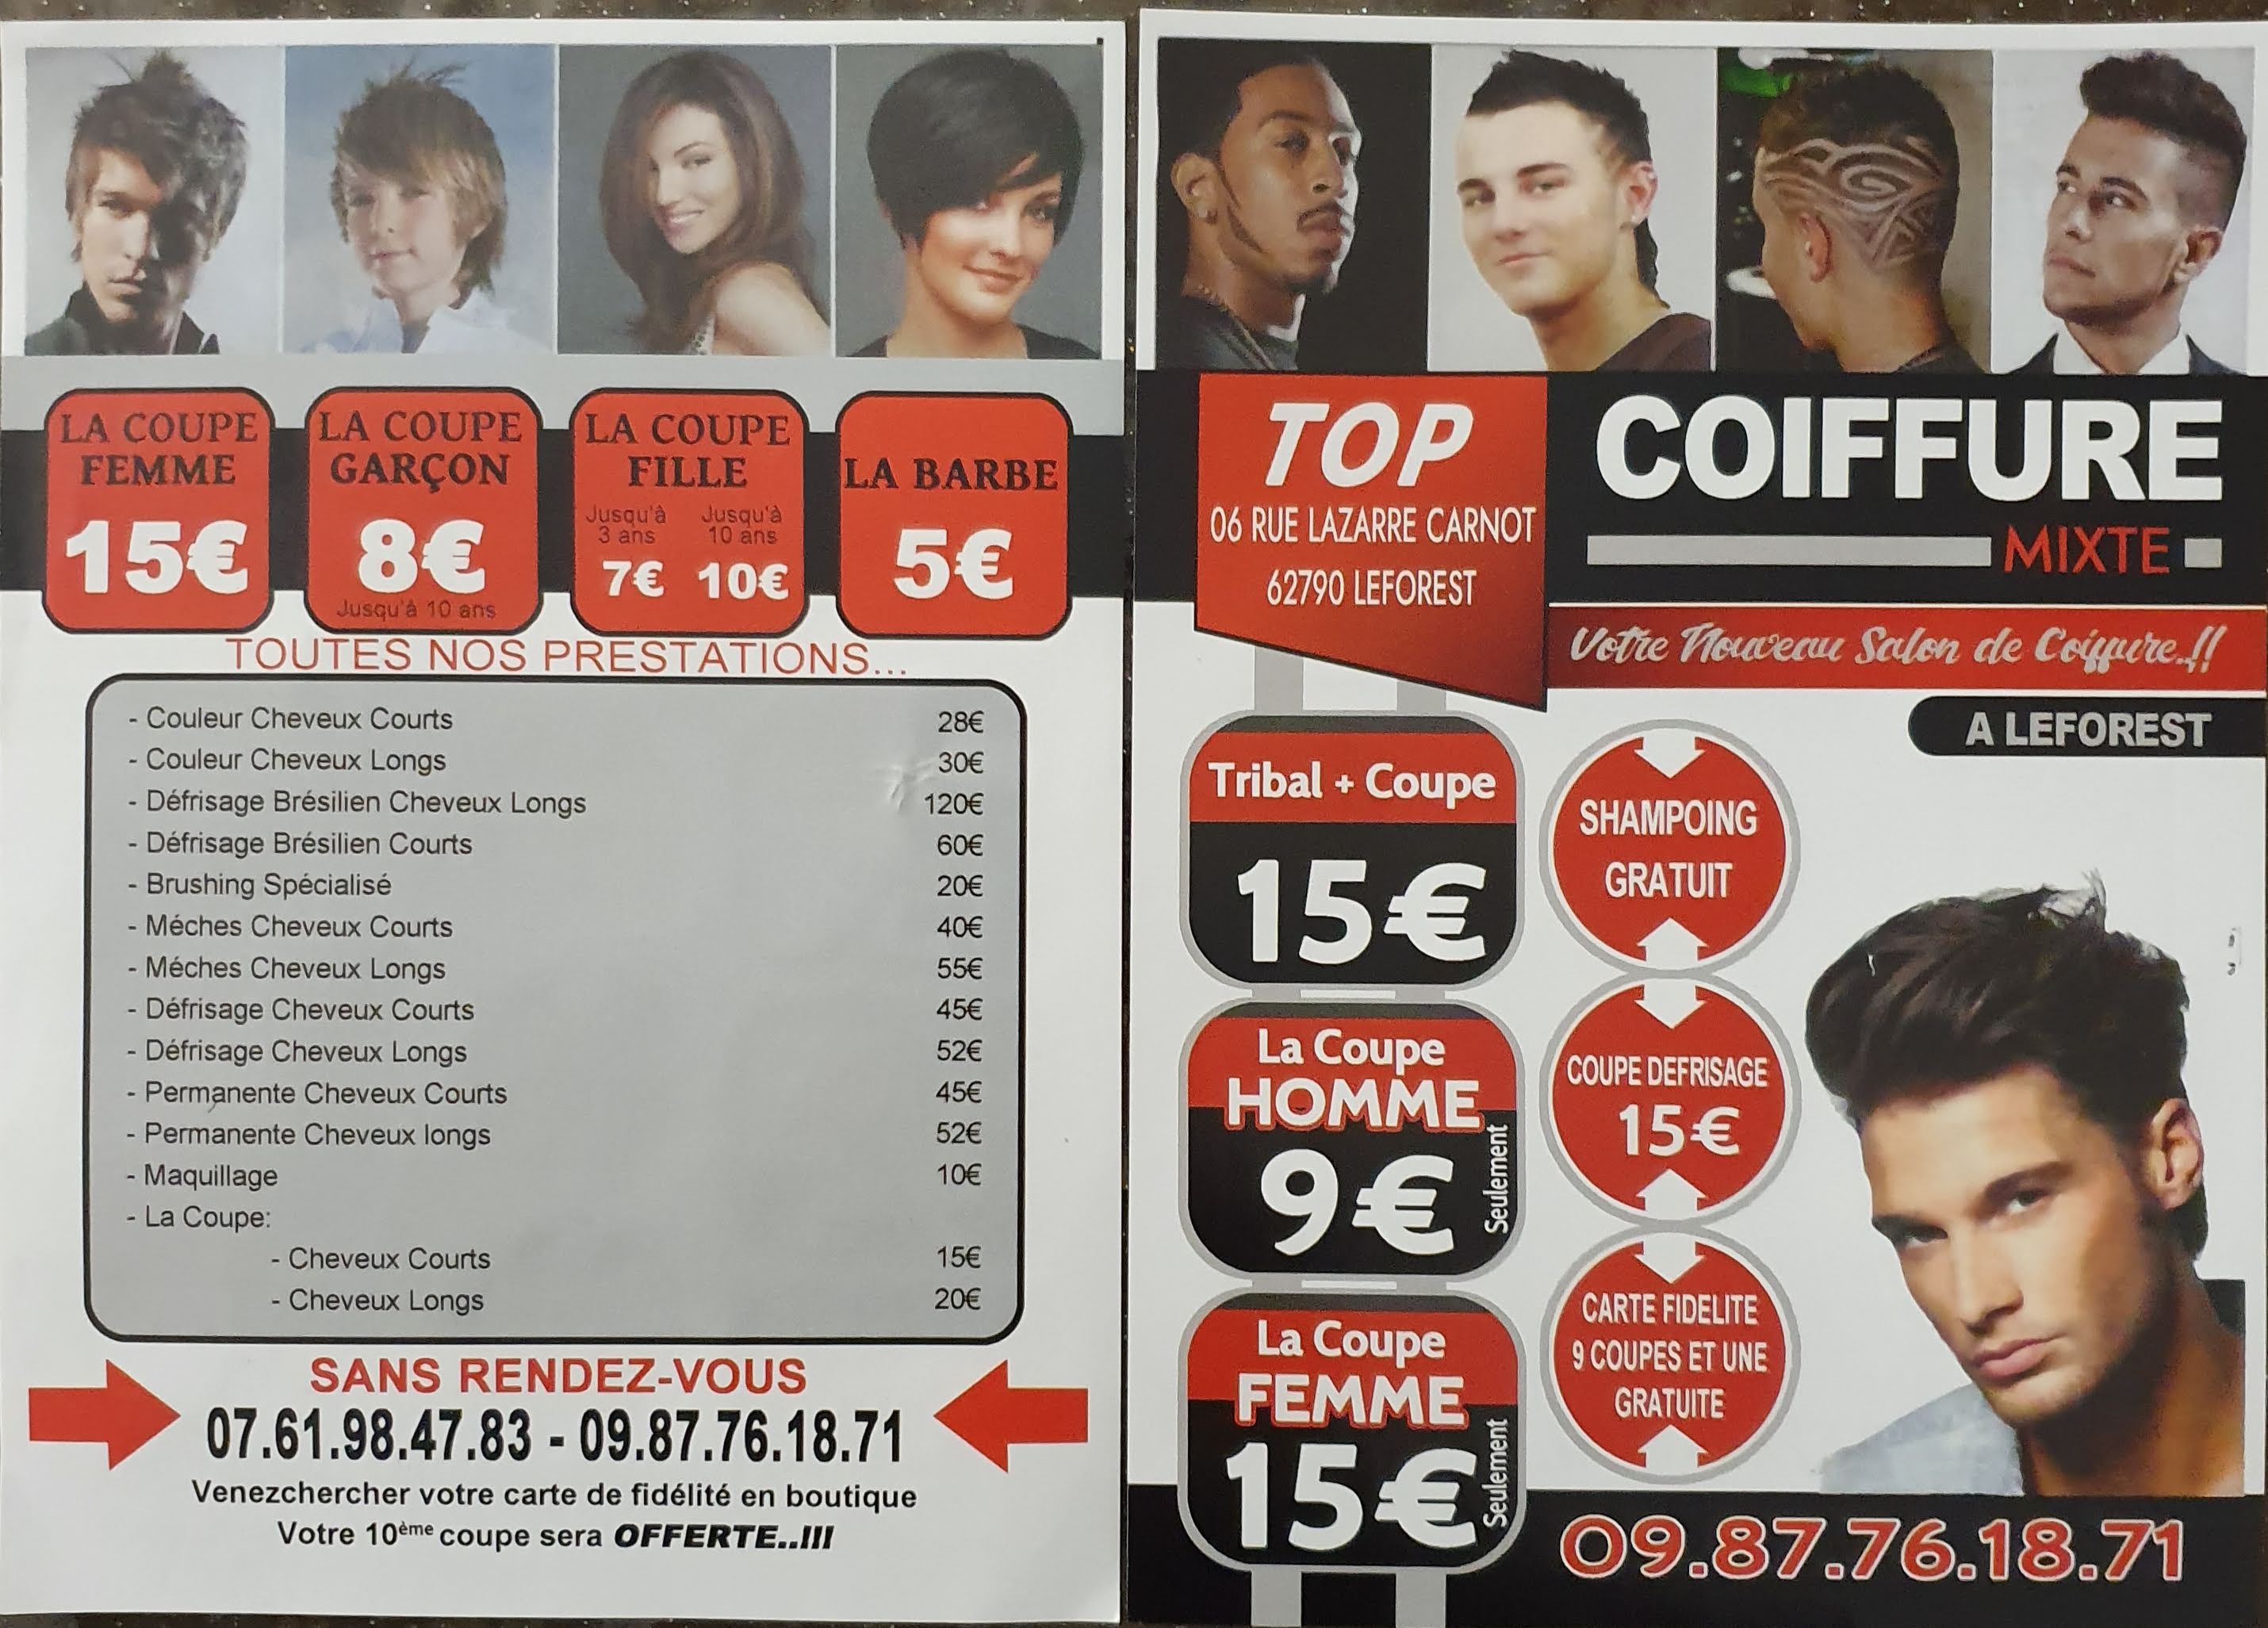 LA COUPE
FEMME
15€
LA COUPE
GARÇON
8€
Jusqu'à 10 ans
LA COUPE
FILLE
Jusqu'à
3 ans
7€
Jusqu'à
10 ans
10€
LA BARBE
5€
TOUTES NOS PRESTATIONS...
- Couleur Cheveux Courts 28€
- Couleur Cheveux Longs 30€
- Défrisage Brésilien Cheveux Longs 120€
- Défrisage Brésilien Courts 60€
- Brushing Spécialisé 20€
- Méches Cheveux Courts 40€
- Méches Cheveux Longs 55€
- Défrisage Cheveux Courts 45€
- Défrisage Cheveux Longs 52€
- Permanente Cheveux Courts 45€
- Permanente Cheveux longs 52€
- Maquillage 10€
- La Coupe:
- Cheveux Courts 15€
- Cheveux Longs 20€
SANS RENDEZ-VOUS
07.61.98.47.83 - 09.87.76.18.71
Venezchercher votre carte de fidélité en boutique
Votre 10ème coupe sera OFFERTE..!!!
TOP
06 RUE LAZARRE CARNOT
62790 LEFOREST
COIFFURE
MIXTE
Votre Nouveau Salon de Coiffure..!!
A LEFOREST
Tribal + Coupe
15€
La Coupe
HOMME
9€
Seulement
La Coupe
FEMME
15€
Seulement
SHAMPOING
GRATUIT
COUPE DEFRISAGE
15€
CARTE FIDELITE
9 COUPES ET UNE
GRATUITE
09.87.76.18.71